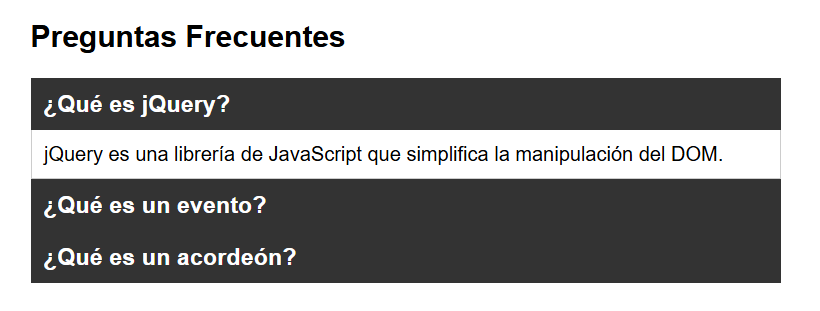 Preguntas Frecuentes
¿Qué es jQuery?
jQuery es una librería de JavaScript que simplifica la manipulación del DOM.
¿Qué es un evento?
¿Qué es un acordeón?